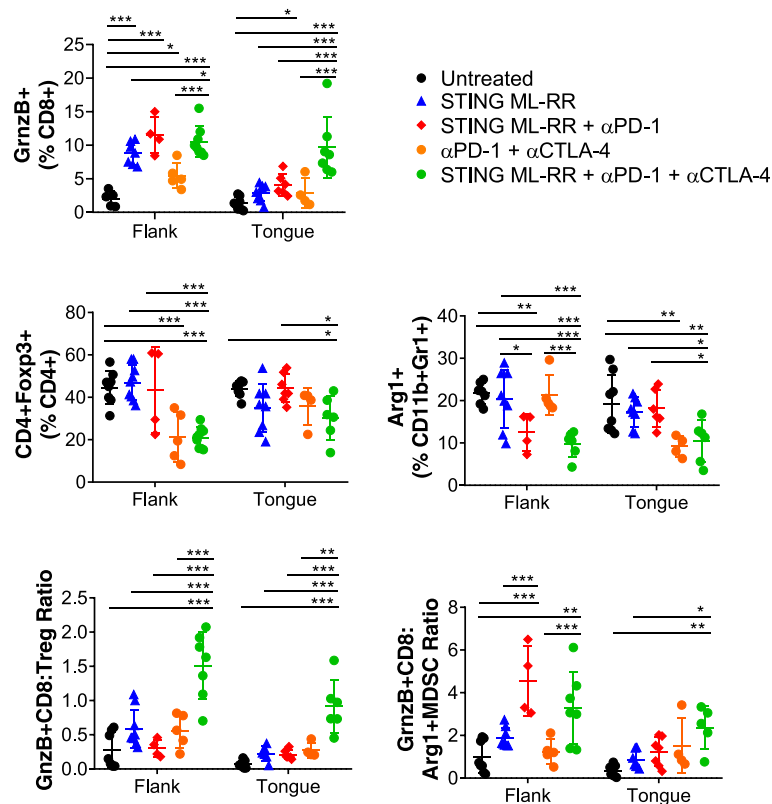 ***
***
*
***
*
***
*
***
***
***
***
GrnzB+
(% CD8+)
25
20
15
10
5
0
Flank
Tongue
Untreated
STING ML-RR
STING ML-RR + αPD-1
αPD-1 + αCTLA-4
STING ML-RR + αPD-1 + αCTLA-4
***
***
***
***
*
*
CD4+Foxp3+
(% CD4+)
80
60
40
20
0
Flank
Tongue
***
**
***
***
*
***
**
**
*
*
Arg1+
(% CD11b+Gr1+)
40
30
20
10
0
Flank
Tongue
***
***
***
***
**
***
***
***
GnzB+CD8:Treg Ratio
2.5
2.0
1.5
1.0
0.5
0.0
Flank
Tongue
***
***
**
***
*
**
GrnzB+CD8:
Arg1+MDSC Ratio
8
6
4
2
0
Flank
Tongue